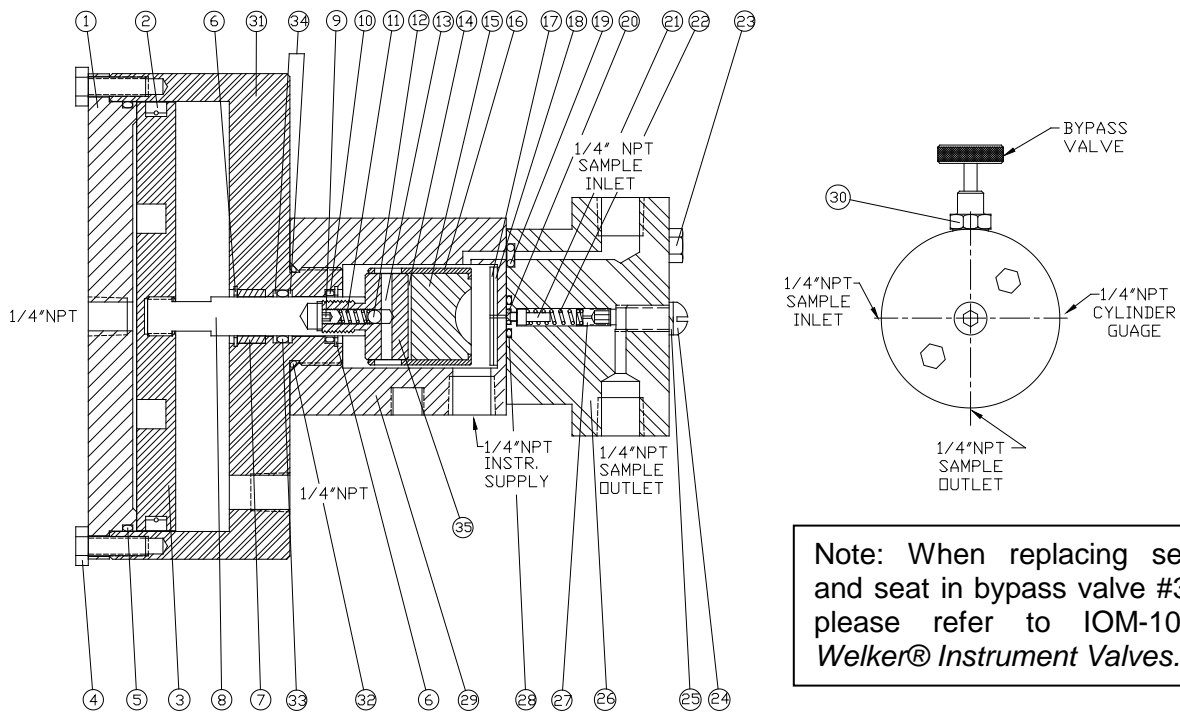 1 2 6 31 34 9 10 11 12 13 14 15 16 17 18 19 20 21 22 23
1/4" NPT
SAMPLE
INLET
BYPASS
VALVE
30
1/4"NPT
1/4"NPT
SAMPLE
INLET
1/4"NPT
CYLINDER
GUAGE
1/4"NPT
INSTR.
SUPPLY
1/4"NPT
SAMPLE
OUTLET
1/4"NPT
SAMPLE
OUTLET
1/4"NPT
35
4 5 3 8 7 33 32 6 29 28 27 26 25 24
Note: When replacing se
and seat in bypass valve #3
please refer to IOM-10
Welker® Instrument Valves.